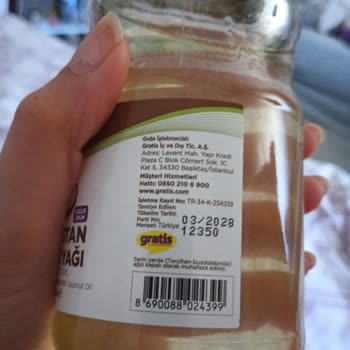 Gıda İşletmecisi:
Gratis İç ve Dış Tic. A.Ş.
Adres: Levent Mah. Yapı Kredi
Plaza C Blok Cömert Sok. 1C
Kat 5, 34330 Beşiktaş/İstanbul
Müşteri Hizmetleri
Hattı: 0850 210 6 900
www.gratis.com
İşletme Kayıt No: TR-34-K-234239
Tavsiye Edilen
Tüketim Tarihi: 03/2028
Parti No: 12350
Menşei: Türkiye
gratis
Serin yerde (Tercihen buzdolabında)
ağzı kapalı olarak muhafaza ediniz.
8 690088 024399
STAN
YAĞI
Coconut Oil